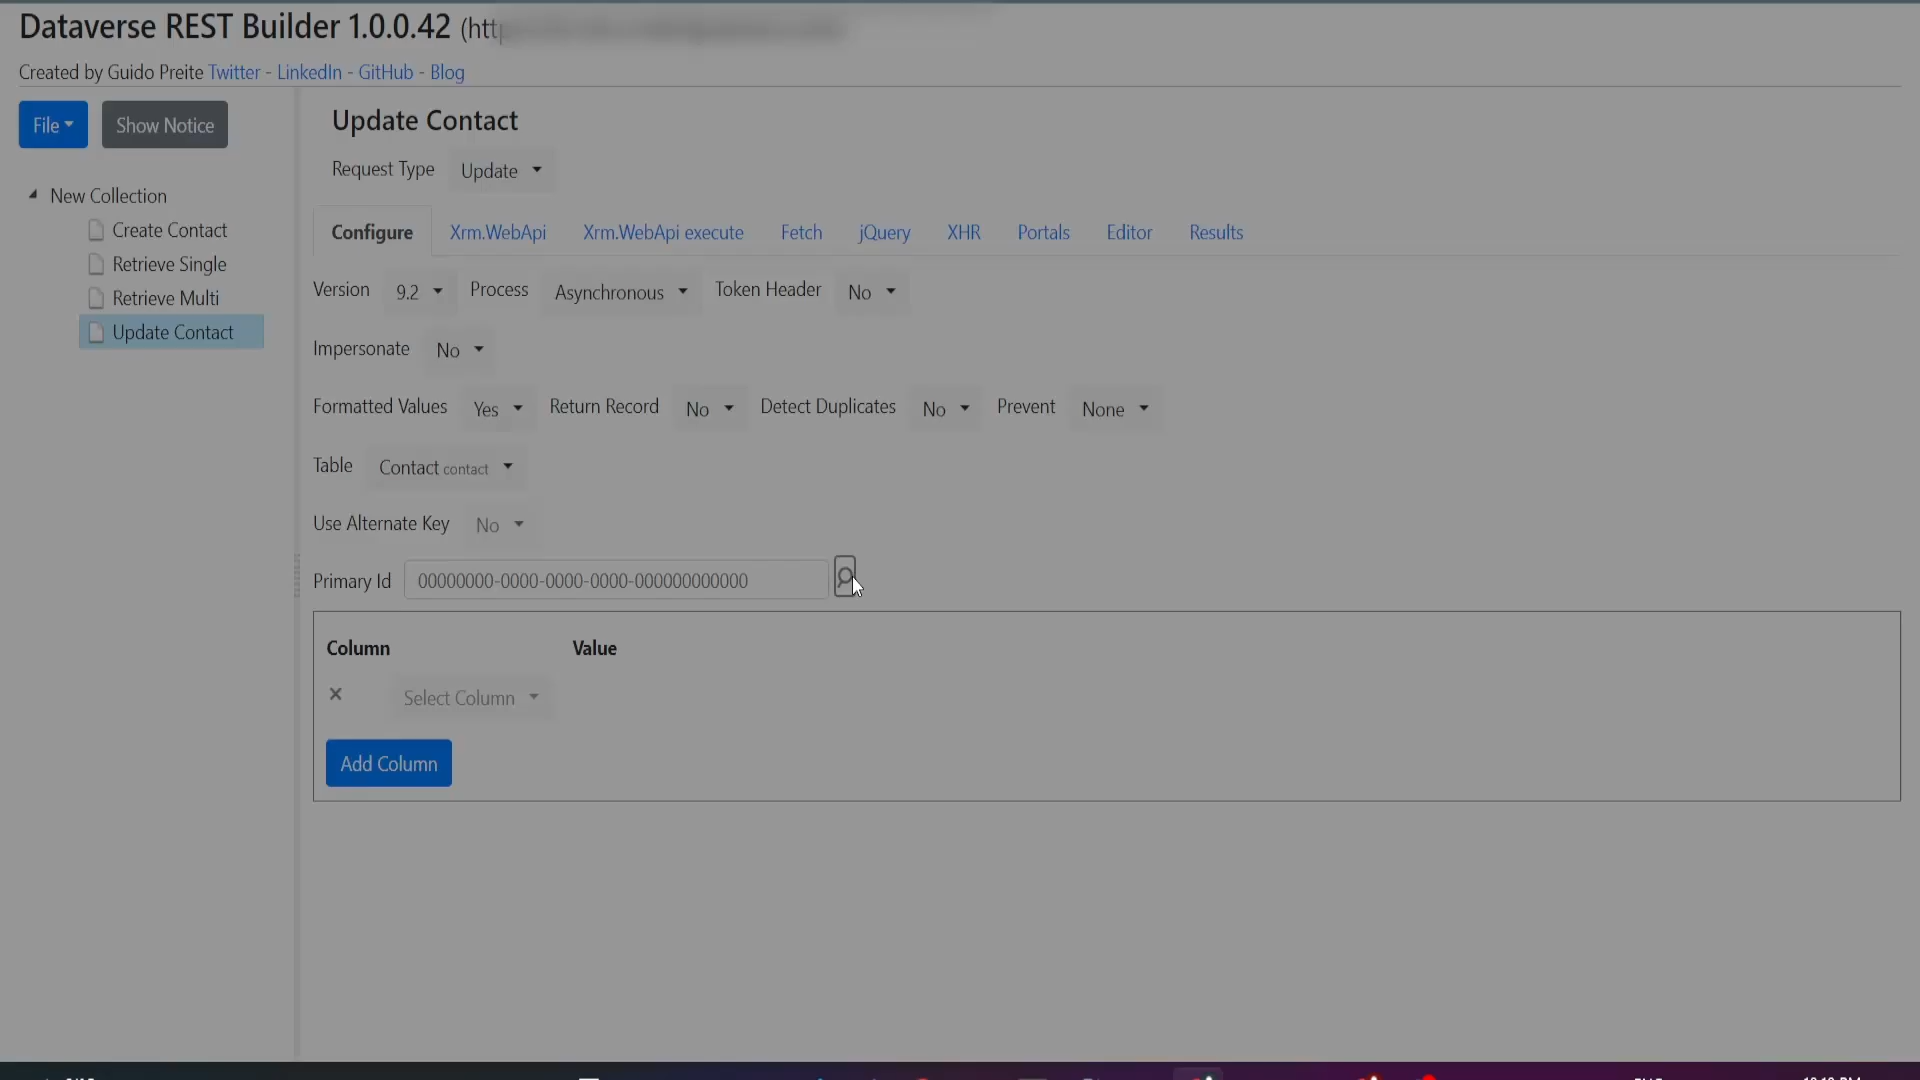 Dataverse REST Builder 1.0.0.42 (http
Created by Guido Preite Twitter - LinkedIn - GitHub - Blog
File Show Notice
New Collection
Create Contact
Retrieve Single
Retrieve Multi
Update Contact
Update Contact
Request Type Update
Configure Xrm.WebApi Xrm.WebApi execute Fetch jQuery XHR Portals Editor Results
Version 9.2 Process Asynchronous Token Header No
Impersonate No
Formatted Values Yes Return Record No Detect Duplicates No Prevent None
Table Contact contact
Use Alternate Key No
Primary Id 00000000-0000-0000-0000-000000000000
Column Value
Select Column
Add Column